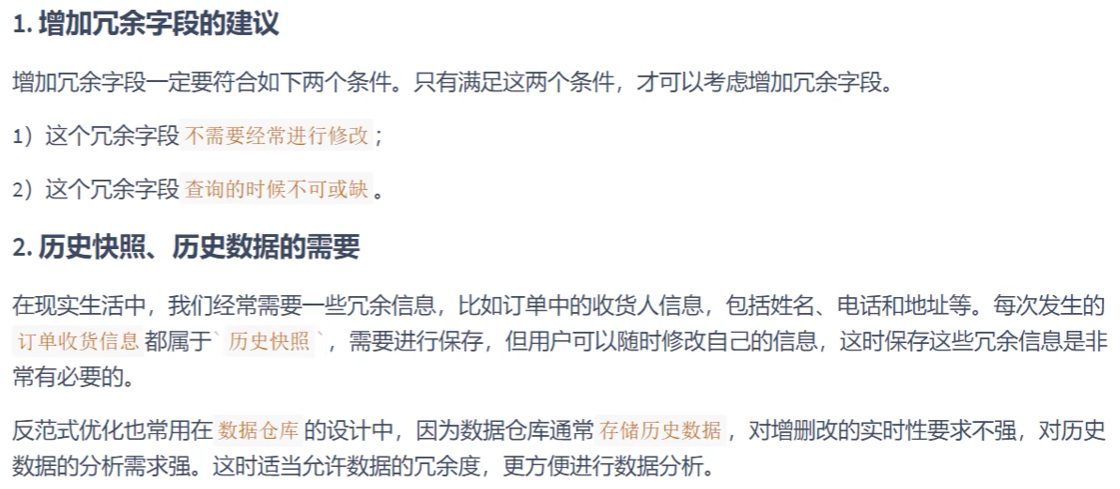 1. 增加冗余字段的建议
增加冗余字段一定要符合如下两个条件。只有满足这两个条件，才可以考虑增加冗余字段。
1）这个冗余字段 不需要经常进行修改；
2）这个冗余字段 查询的时候不可或缺。
2. 历史快照、历史数据的需要
在现实生活中，我们经常需要一些冗余信息，比如订单中的收货人信息，包括姓名、电话和地址等。每次发生的
订单收货信息 都属于` 历史快照 `，需要进行保存，但用户可以随时修改自己的信息，这时保存这些冗余信息是非
常有必要的。
反范式优化也常用在 数据仓库 的设计中，因为数据仓库通常 存储历史数据 ，对增删改的实时性要求不强，对历史
数据的分析需求强。这时适当允许数据的冗余度，更方便进行数据分析。